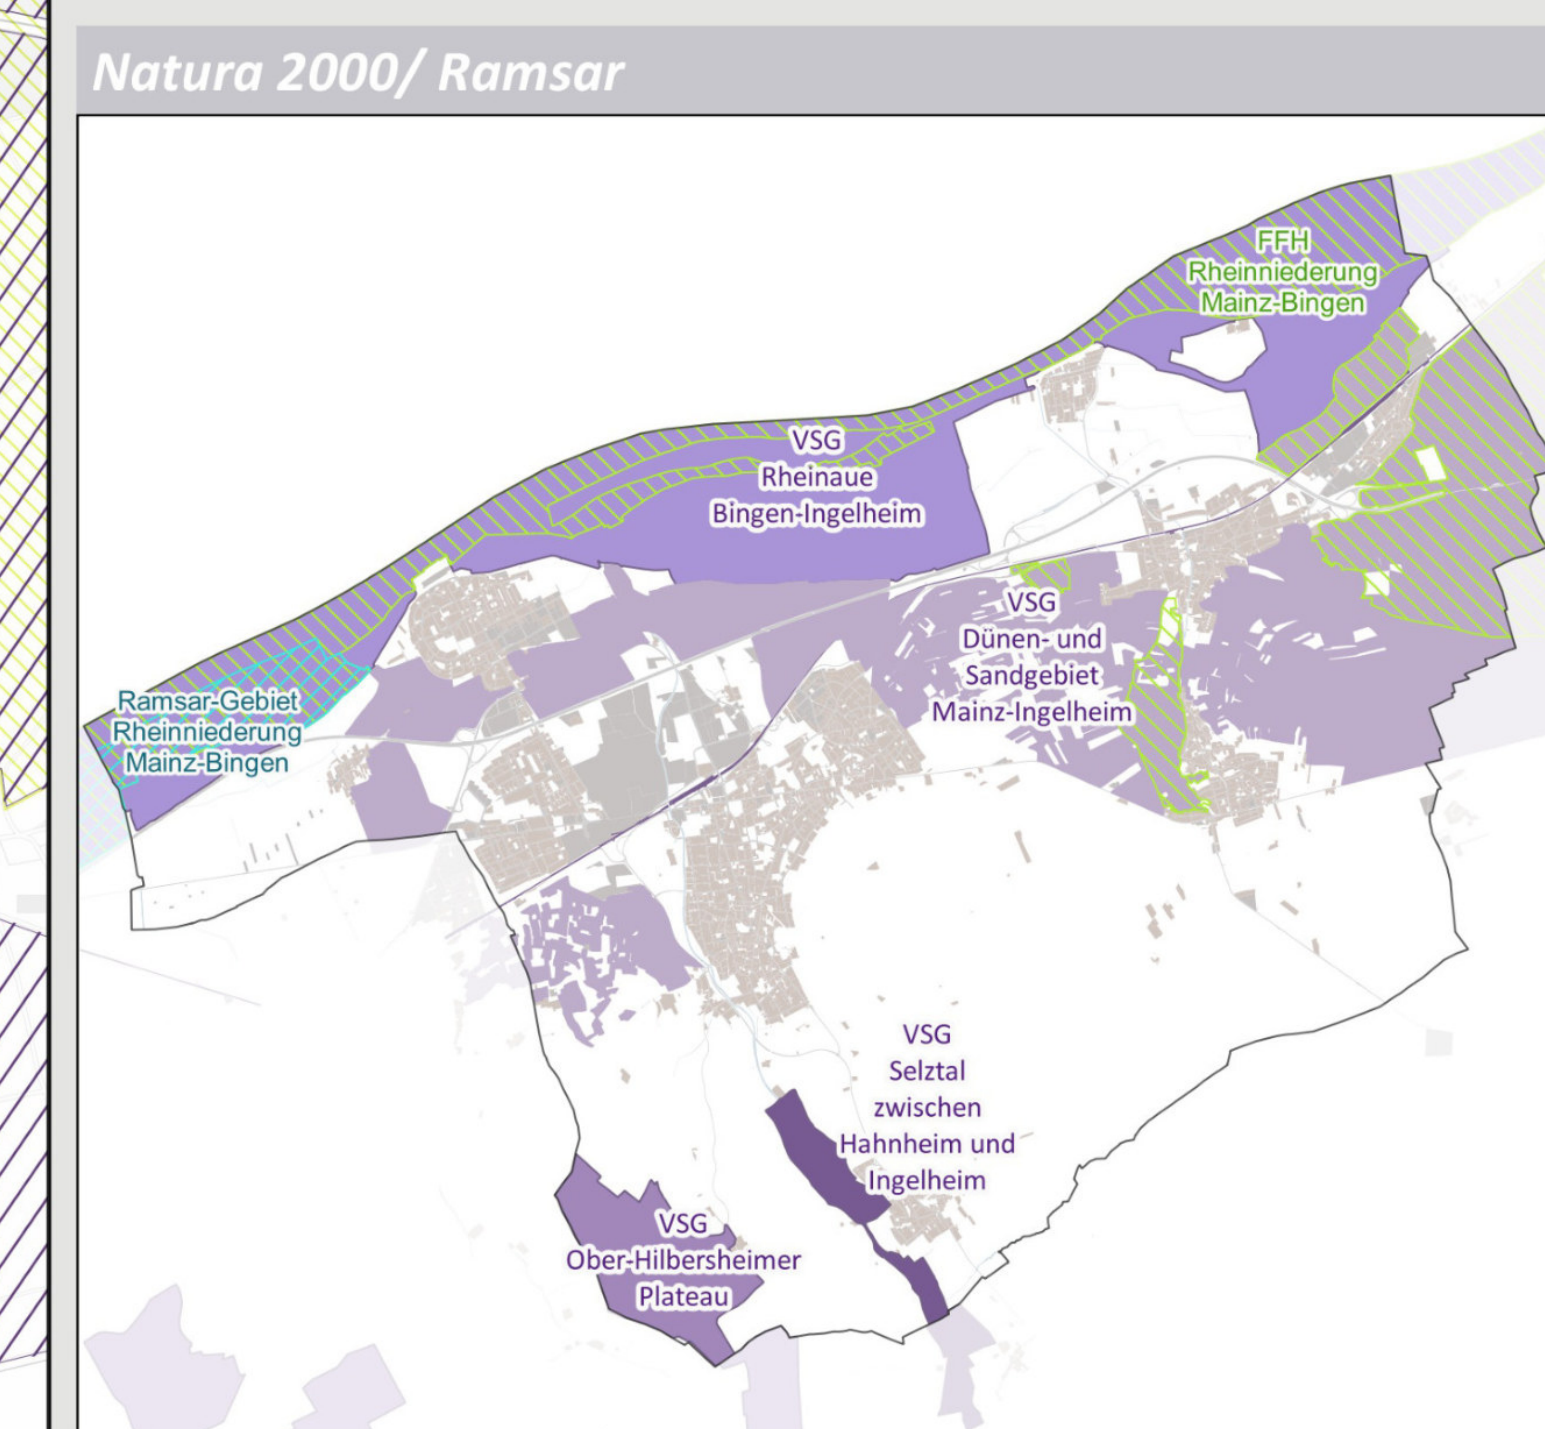 Natura 2000/ Ramsar
FFH
Rheinniederung
Mainz-Bingen
VSG
Rheinaue
Bingen-Ingelheim
VSG
Dünen- und
Sandgebiet
Mainz-Ingelheim
Ramsar-Gebiet
Rheinniederung
Mainz-Bingen
VSG
Selztal
zwischen
Hahnheim und
Ingelheim
VSG
Ober-Hilbersheimer
Plateau